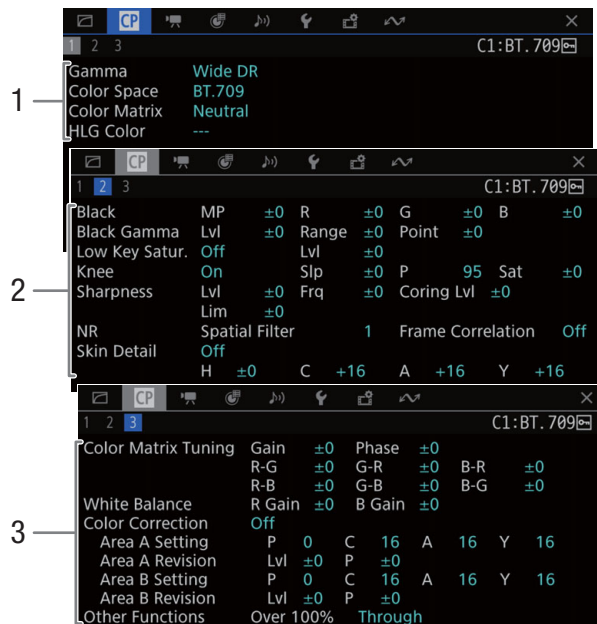 CP
1 2 3 C1:BT.709
1
Gamma Wide DR
Color Space BT.709
Color Matrix Neutral
HLG Color ---
CP
1 2 3 C1:BT.709
2
Black MP ±0 R ±0 G ±0 B ±0
Black Gamma Lvl ±0 Range ±0 Point ±0
Low Key Satur. Off Lvl ±0
Knee On Slp ±0 P 95 Sat ±0
Sharpness Lvl ±0 Frq ±0 Coring Lvl ±0
Lim ±0
NR Spatial Filter 1 Frame Correlation Off
Skin Detail Off
H ±0 C +16 A +16 Y +16
CP
1 2 3 C1:BT.709
3
Color Matrix Tuning Gain ±0 Phase ±0
R-G ±0 G-R ±0 B-R ±0
R-B ±0 G-B ±0 B-G ±0
White Balance R Gain ±0 B Gain ±0
Color Correction Off
Area A Setting P 0 C 16 A 16 Y 16
Area A Revision Lvl ±0 P ±0
Area B Setting P 0 C 16 A 16 Y 16
Area B Revision Lvl ±0 P ±0
Other Functions Over 100% Through